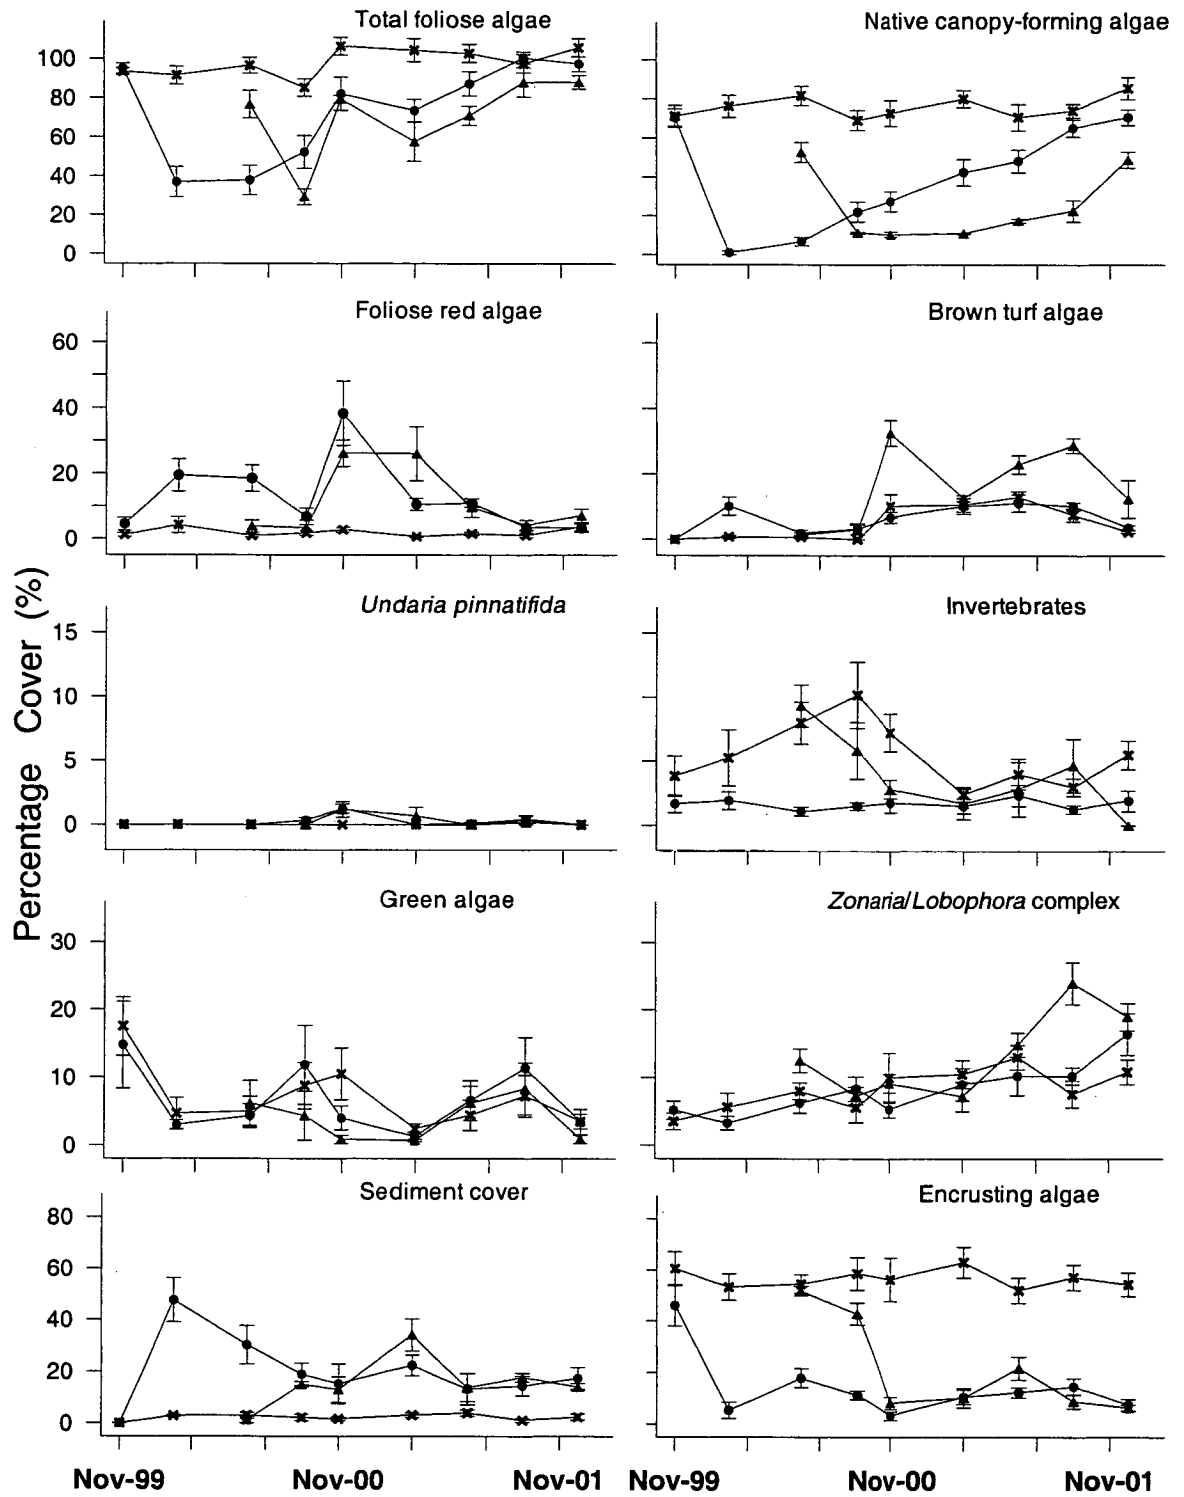 Total foliose algae
Native canopy-forming algae
100
80
60
40
20
0
Foliose red algae
Brown turf algae
60
40
20
0
Percentage Cover (%)
Undaria pinnatifida
Invertebrates
15
10
5
0
Green algae
Zonaria/Lobophora complex
30
20
10
0
Sediment cover
Encrusting algae
80
60
40
20
0
Nov-99 Nov-00 Nov-01 Nov-99 Nov-00 Nov-01